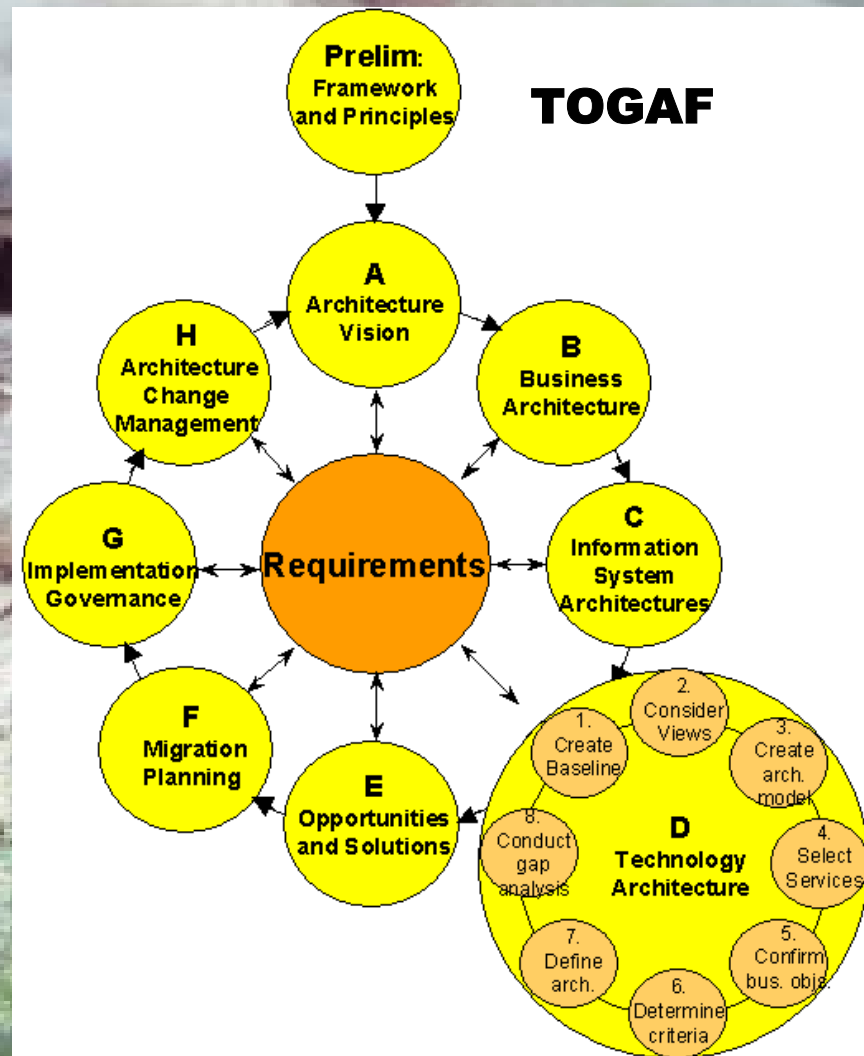 Prelim:
Framework
and Principles
TOGAF
A
Architecture
Vision
B
Business
Architecture
C
Information
System
Architectures
H
Architecture
Change
Management
G
Implementation
Governance
Requirements
F
Migration
Planning
E
Opportunities
and Solutions
D
Technology
Architecture
1.
Create
Baseline
2.
Consider
Views
3.
Create
arch.
model
4.
Select
Services
5.
Confirm
bus. objs.
6.
Determine
criteria
7.
Define
arch.
8.
Conduct
gap
analysis